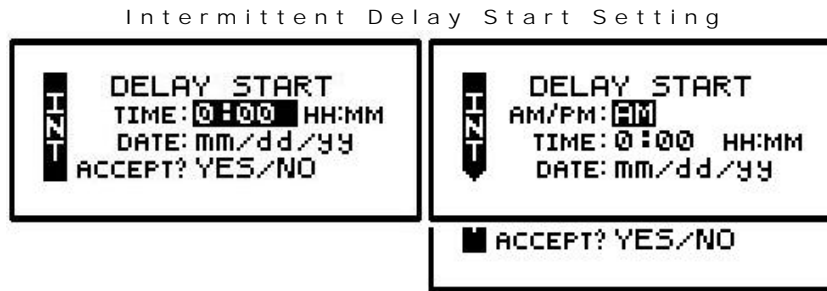 Intermittent Delay Start Setting
INT
DELAY START
TIME: 0:00 HH:MM
DATE: mm/dd/yy
ACCEPT? YES/NO
INT
DELAY START
AM/PM: AM
TIME: 0:00 HH:MM
DATE: mm/dd/yy
ACCEPT? YES/NO